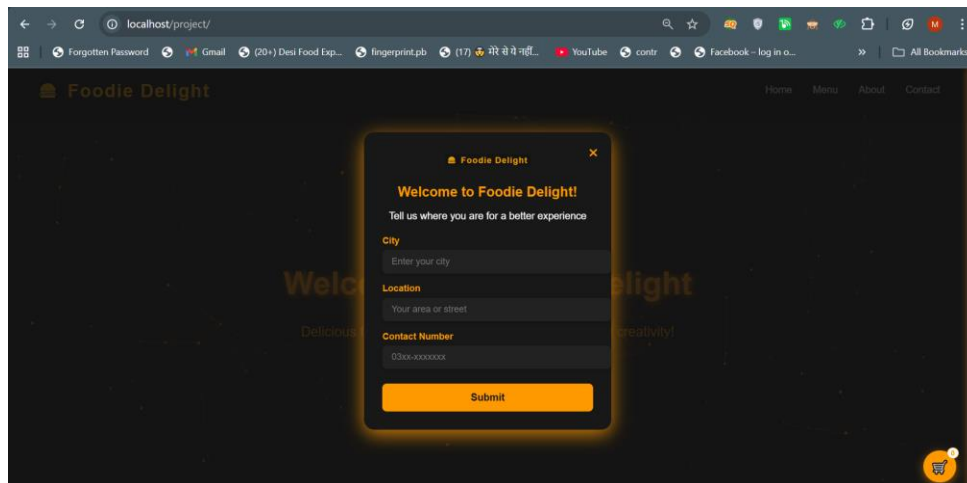 localhost/project/
M
Forgotten Password
Gmail
(20+) Desi Food Exp...
fingerprint.pb
(17) मेरे से ये नहीं...
YouTube
contr
Facebook – log in o...
»
All Bookmarks
Foodie Delight
Home
Menu
About
Contact
Foodie Delight
×
Welcome to Foodie Delight!
Tell us where you are for a better experience
City
Enter your city
Location
Your area or street
Contact Number
03xx-xxxxxxx
Submit
Welc
elight
Delicious
creativity!
0